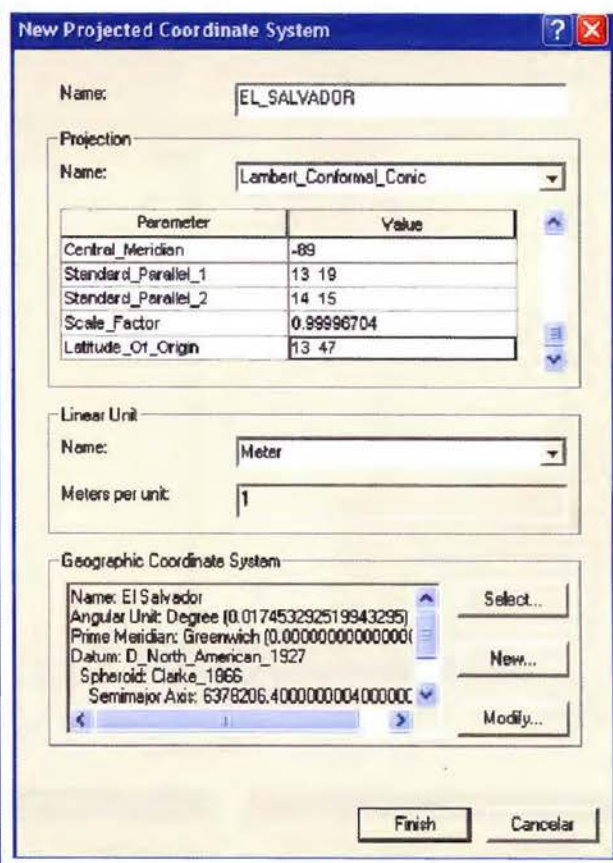 New Projected Coordinate System
Name: EL_SALVADOR
Projection
Name: Lambert_Conformal_Conic
Parameter Value
Central_Meridian -89
Standard_Parallel_1 13 19
Standard_Parallel_2 14 15
Scale_Factor 0.99996704
Latitude_Of_Origin 13 47
Linear Unit
Name: Meter
Meters per unit: 1
Geographic Coordinate System
Name: El Salvador
Angular Unit: Degree (0.017453292519943295)
Prime Meridian: Greenwich (0.000000000000000
Datum: D_North_American_1927
Spheroid: Clarke_1866
Semimajor Axis: 6378206.4000000004000000
Select...
New...
Modify...
Finish Cancelar